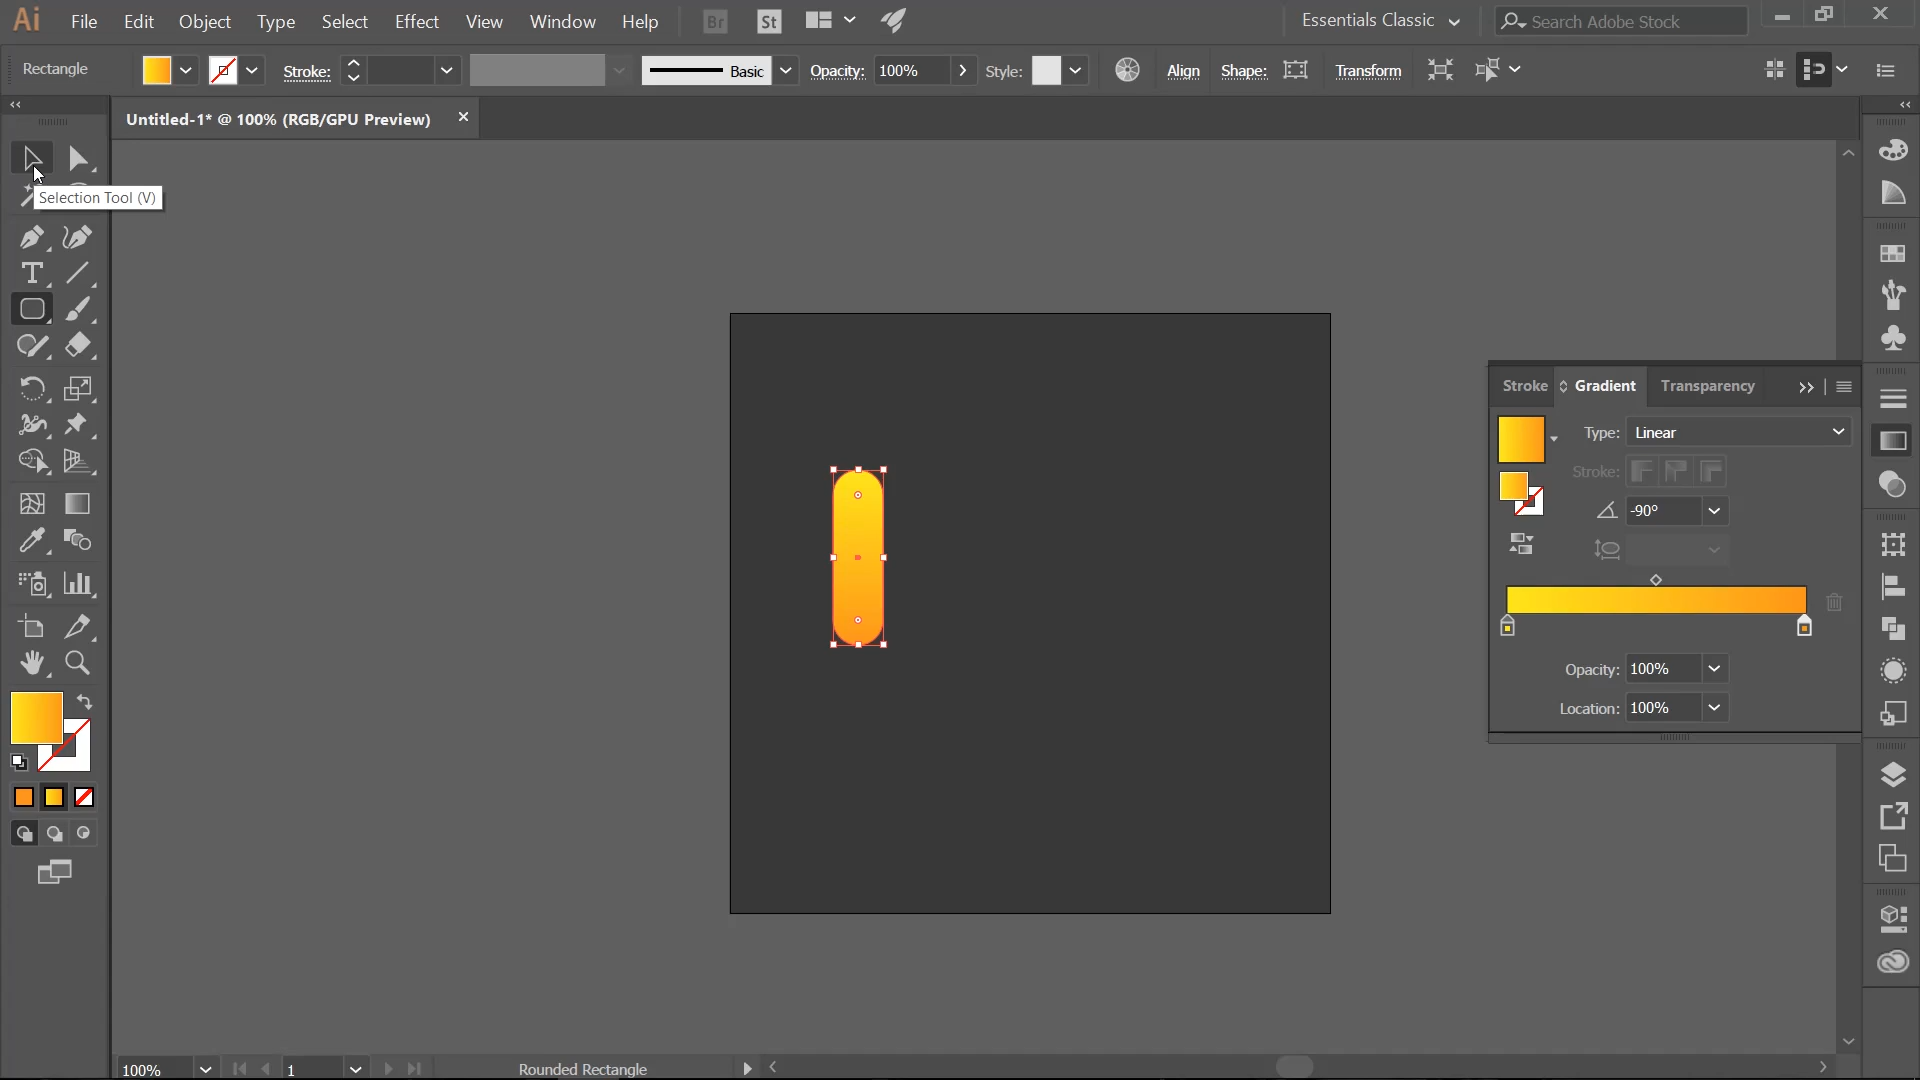 Ai File Edit Object Type Select Effect View Window Help Br St Essentials Classic Search Adobe Stock
Rectangle Stroke: Basic Opacity: 100% Style: Align Shape: Transform
Untitled-1* @ 100% (RGB/GPU Preview)
Selection Tool (V)
Stroke Gradient Transparency
Type: Linear
Stroke:
-90°
Opacity: 100%
Location: 100%
100% 1 Rounded Rectangle